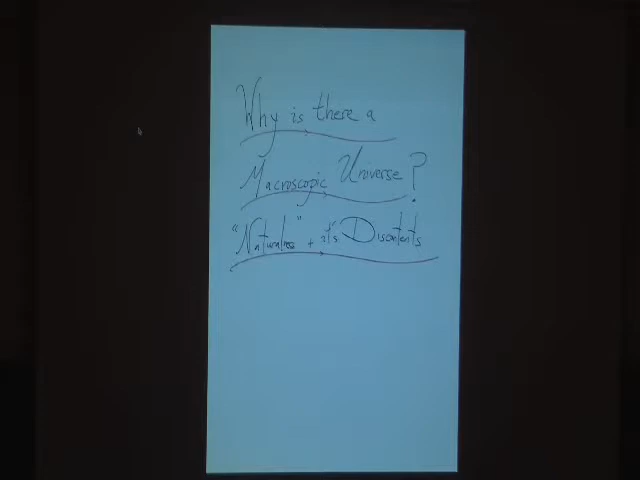 Why is there a
Macroscopic Universe?
"Naturalness" + it's Discontents